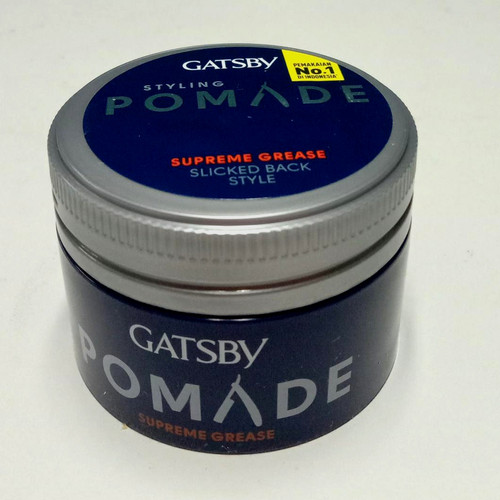 GATSBY
PEMAKAIAN
No.1
DI INDONESIA
STYLING
POMADE
SUPREME GREASE
SLICKED BACK
STYLE
GATSBY
POMADE
SUPREME GREASE